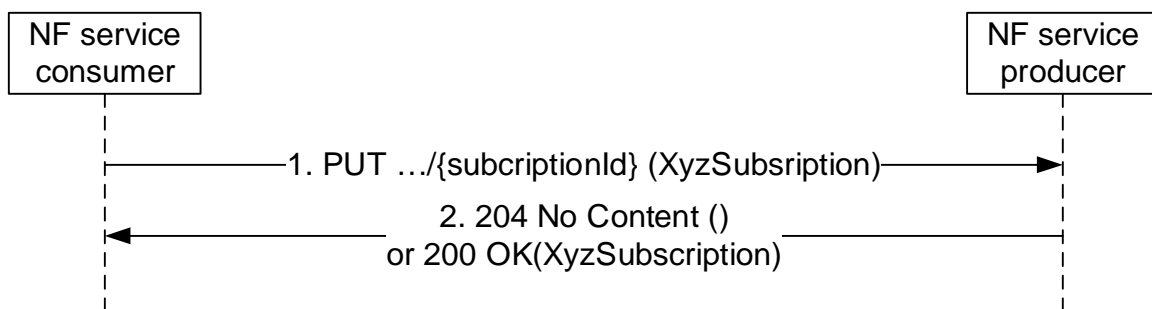 NF service
consumer
NF service
producer
1. PUT …/{subcriptionId} (XyzSubsription)
2. 204 No Content ()
or 200 OK(XyzSubscription)